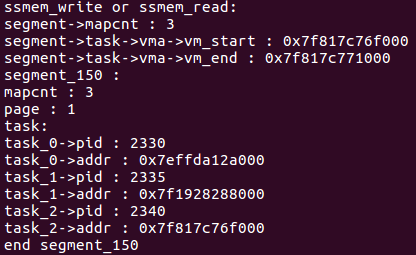 ssmem_write or ssmem_read:
segment->mapcnt : 3
segment->task->vma->vm_start : 0x7f817c76f000
segment->task->vma->vm_end : 0x7f817c771000
segment_150 :
mapcnt : 3
page : 1
task:
task_0->pid : 2330
task_0->addr : 0x7effda12a000
task_1->pid : 2335
task_1->addr : 0x7f1928288000
task_2->pid : 2340
task_2->addr : 0x7f817c76f000
end segment_150